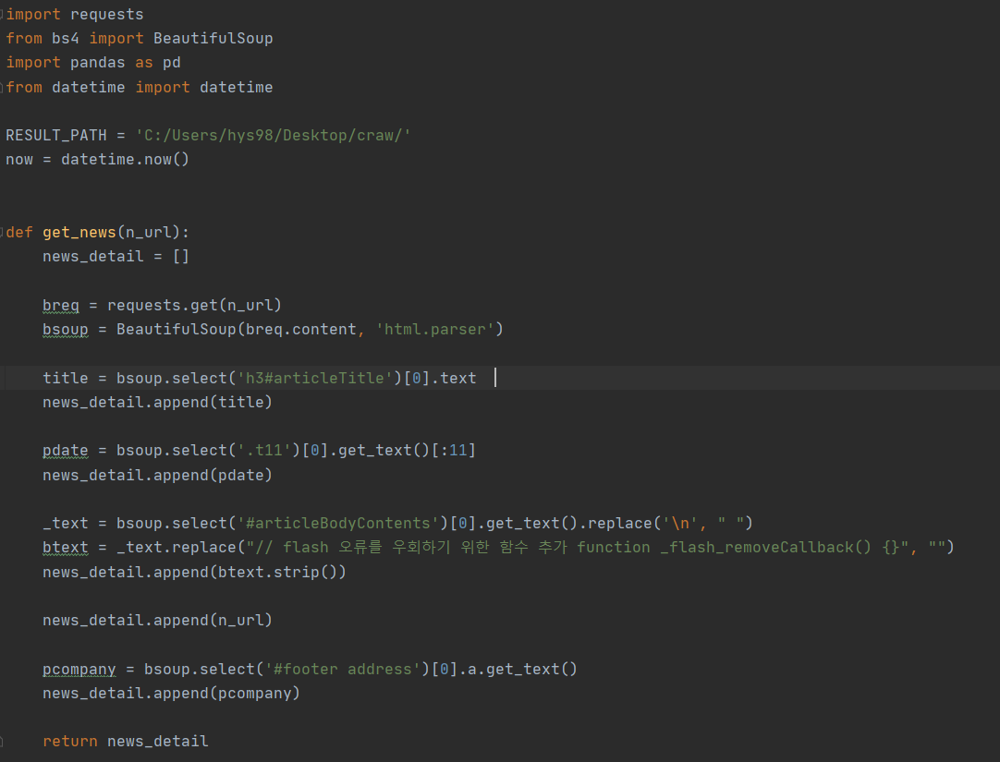 import requests
from bs4 import BeautifulSoup
import pandas as pd
from datetime import datetime
RESULT_PATH = 'C:/Users/hys98/Desktop/craw/'
now = datetime.now()
def get_news(n_url):
    news_detail = []
    breq = requests.get(n_url)
    bsoup = BeautifulSoup(breq.content, 'html.parser')
    title = bsoup.select('h3#articleTitle')[0].text
    news_detail.append(title)
    pdate = bsoup.select('.t11')[0].get_text()[:11]
    news_detail.append(pdate)
    _text = bsoup.select('#articleBodyContents')[0].get_text().replace('\n', " ")
    btext = _text.replace("// flash 오류를 우회하기 위한 함수 추가 function _flash_removeCallback() {}", "")
    news_detail.append(btext.strip())
    news_detail.append(n_url)
    pcompany = bsoup.select('#footer address')[0].a.get_text()
    news_detail.append(pcompany)
    return news_detail